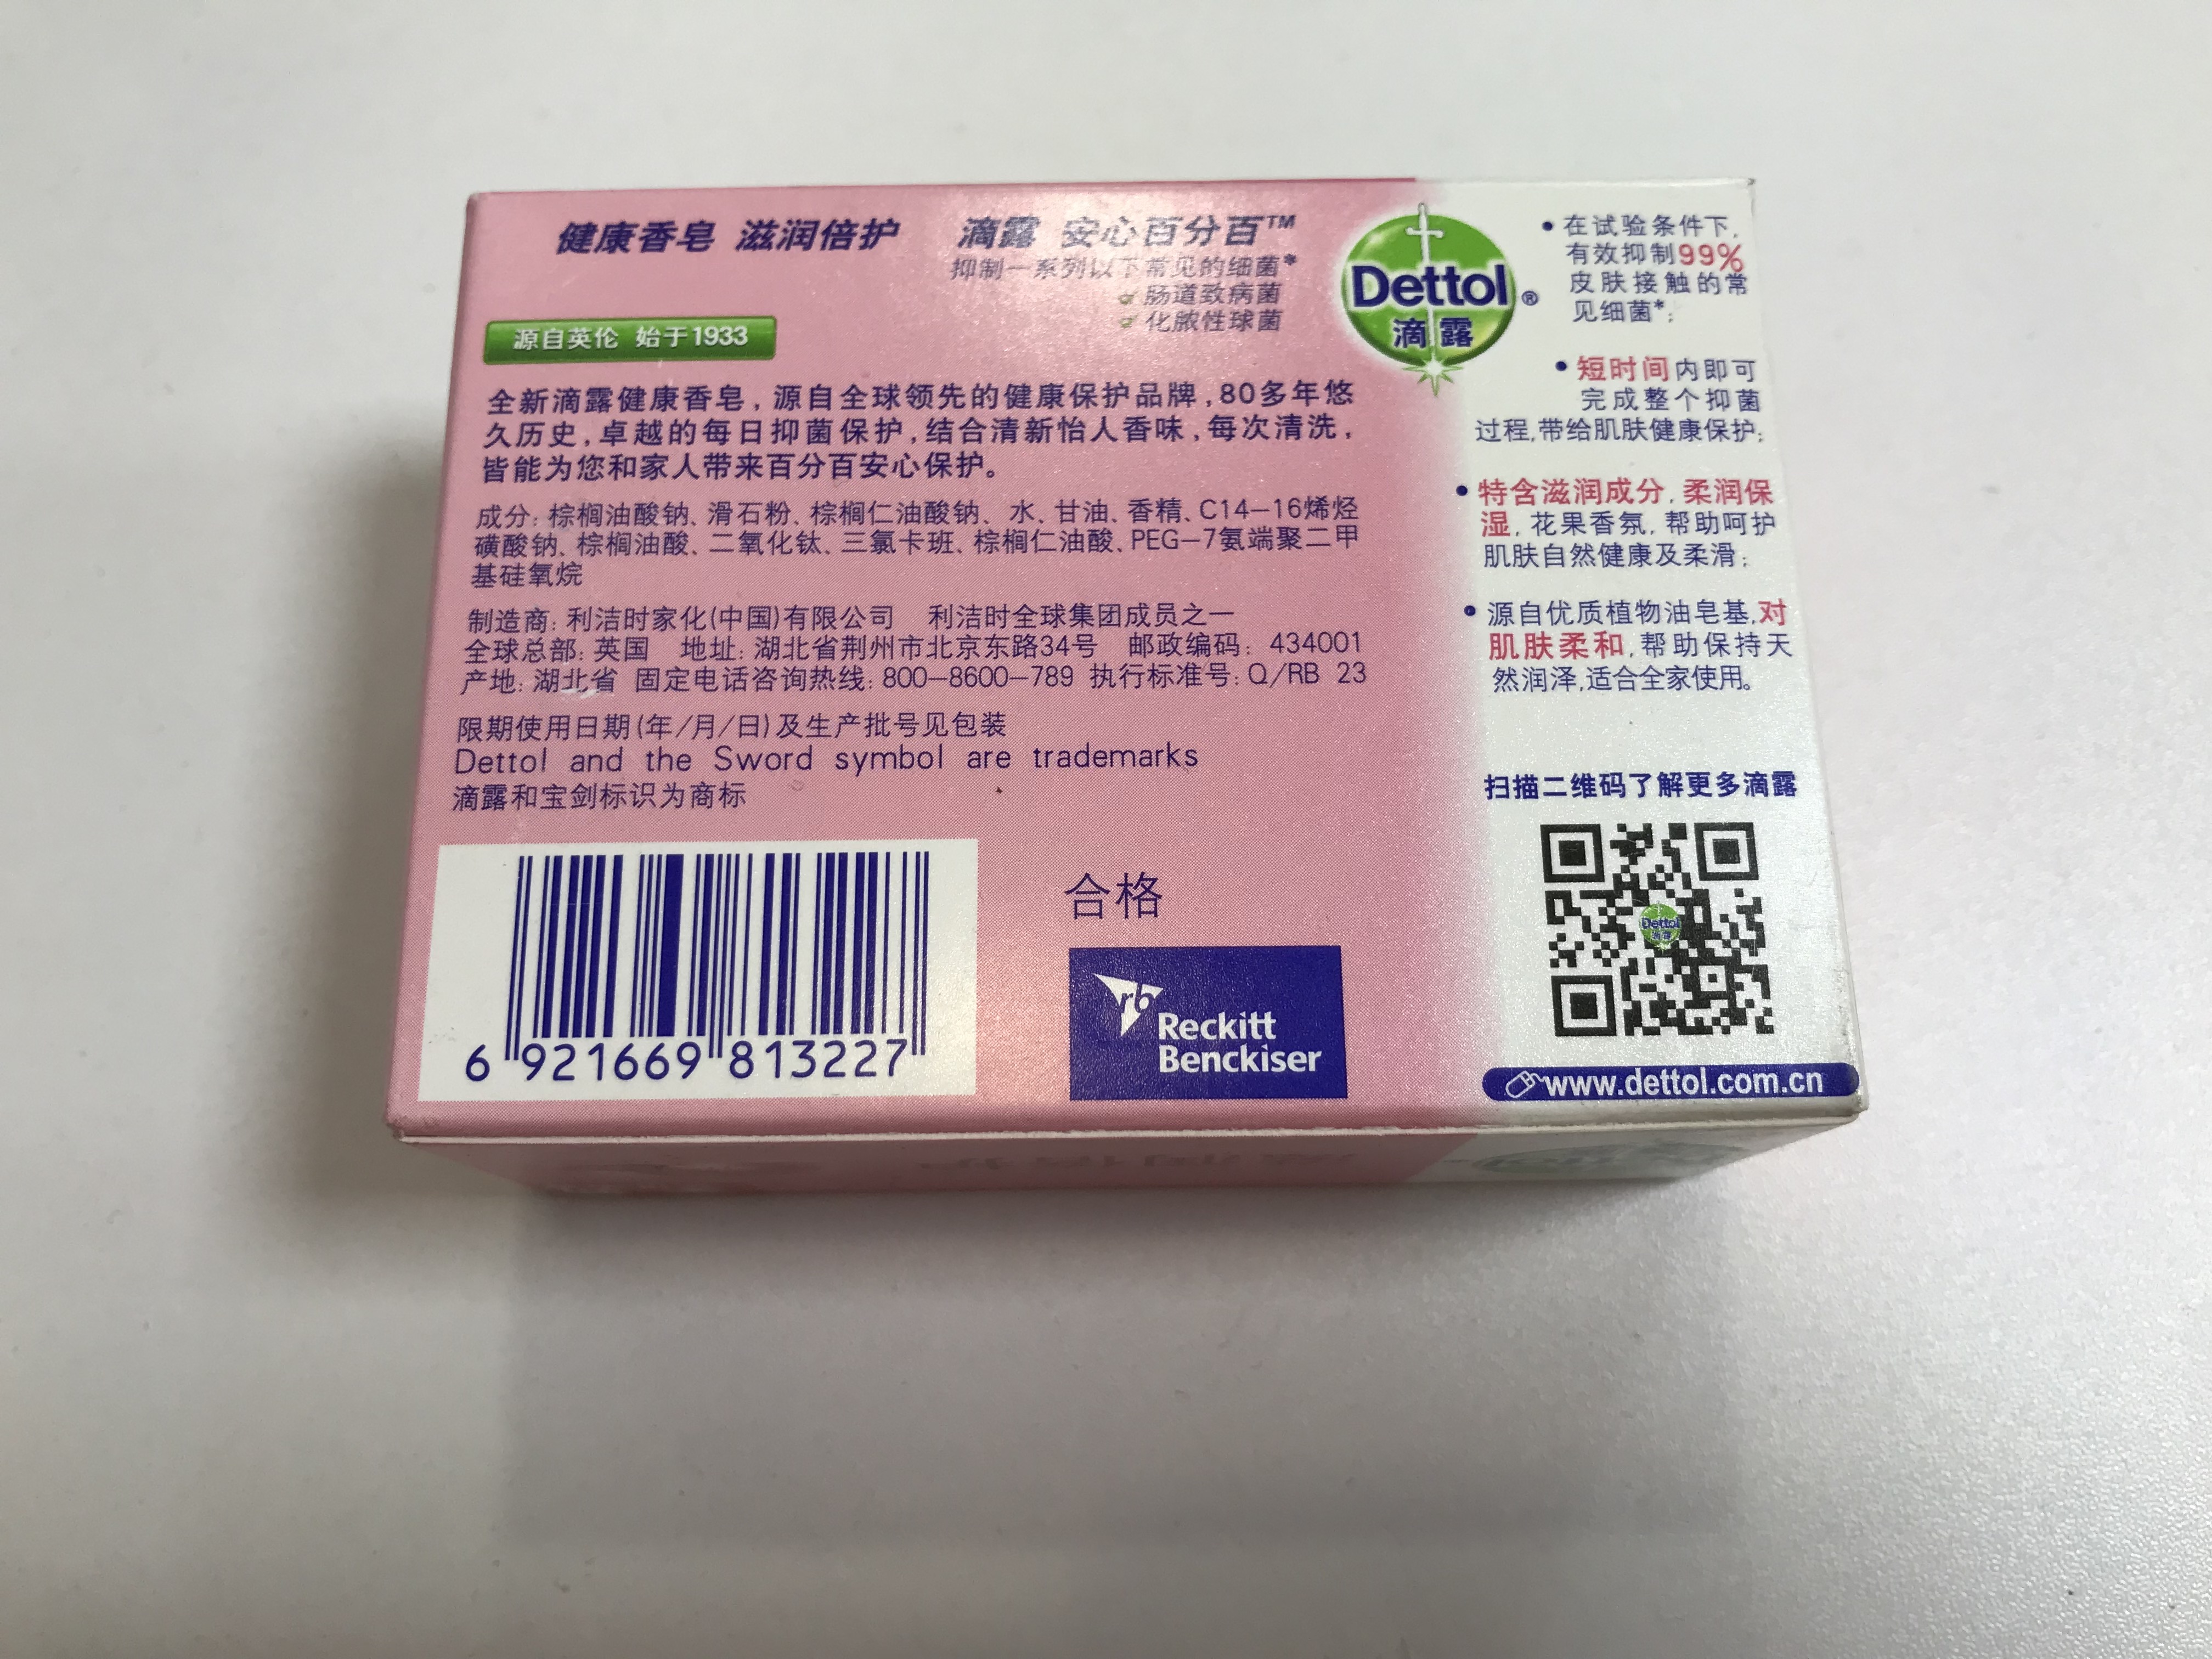 健康香皂 滋润倍护
滴露 安心百分百™
抑制一系列以下常见的细菌*
肠道致病菌
化脓性球菌
源自英伦 始于1933
全新滴露健康香皂,源自全球领先的健康保护品牌,80多年悠
久历史,卓越的每日抑菌保护,结合清新怡人香味,每次清洗,
皆能为您和家人带来百分百安心保护。
成分: 棕榈油酸钠、滑石粉、棕榈仁油酸钠、水、甘油、香精、C14-16烯烃
磺酸钠、棕榈油酸、二氧化钛、三氯卡班、棕榈仁油酸、PEG-7氨端聚二甲
基硅氧烷
制造商: 利洁时家化(中国)有限公司 利洁时全球集团成员之一
全球总部: 英国 地址: 湖北省荆州市北京东路34号 邮政编码: 434001
产地: 湖北省 固定电话咨询热线: 800-8600-789 执行标准号: Q/RB 23
限期使用日期(年/月/日)及生产批号见包装
Dettol and the Sword symbol are trademarks
滴露和宝剑标识为商标
6 921669 813227
合格
rb
Reckitt
Benckiser
Dettol®
滴露
•在试验条件下,
有效抑制99%
皮肤接触的常
见细菌*;
•短时间内即可
完成整个抑菌
过程,带给肌肤健康保护;
•特含滋润成分,柔润保
湿,花果香氛,帮助呵护
肌肤自然健康及柔滑;
•源自优质植物油皂基,对
肌肤柔和,帮助保持天
然润泽,适合全家使用。
扫描二维码了解更多滴露
Dettol
滴露
www.dettol.com.cn